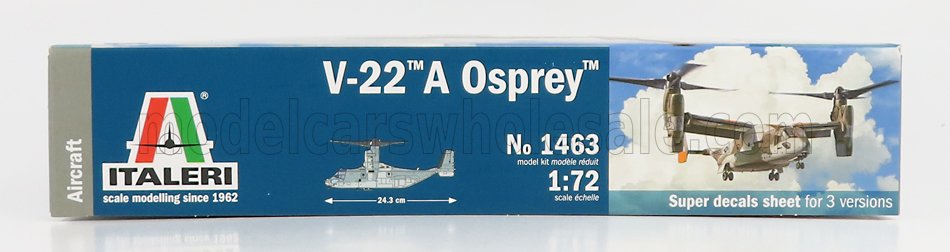 Aircraft
ITALERI
®
scale modelling since 1962
V-22™A Osprey™
No 1463
model kit modèle réduit
1:72
scale échelle
24.3 cm
Super decals sheet for 3 versions
modelcarswholesale.com